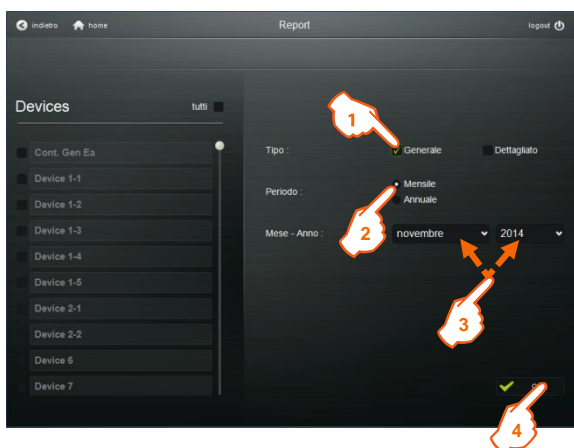 indietro home Report logout
Devices tutti
Cont. Gen Ea
Device 1-1
Device 1-2
Device 1-3
Device 1-4
Device 1-5
Device 2-1
Device 2-2
Device 6
Device 7
1
Tipo : Generale Dettagliato
Periodo : Mensile
Annuale
2
Mese - Anno : novembre 2014
3
4